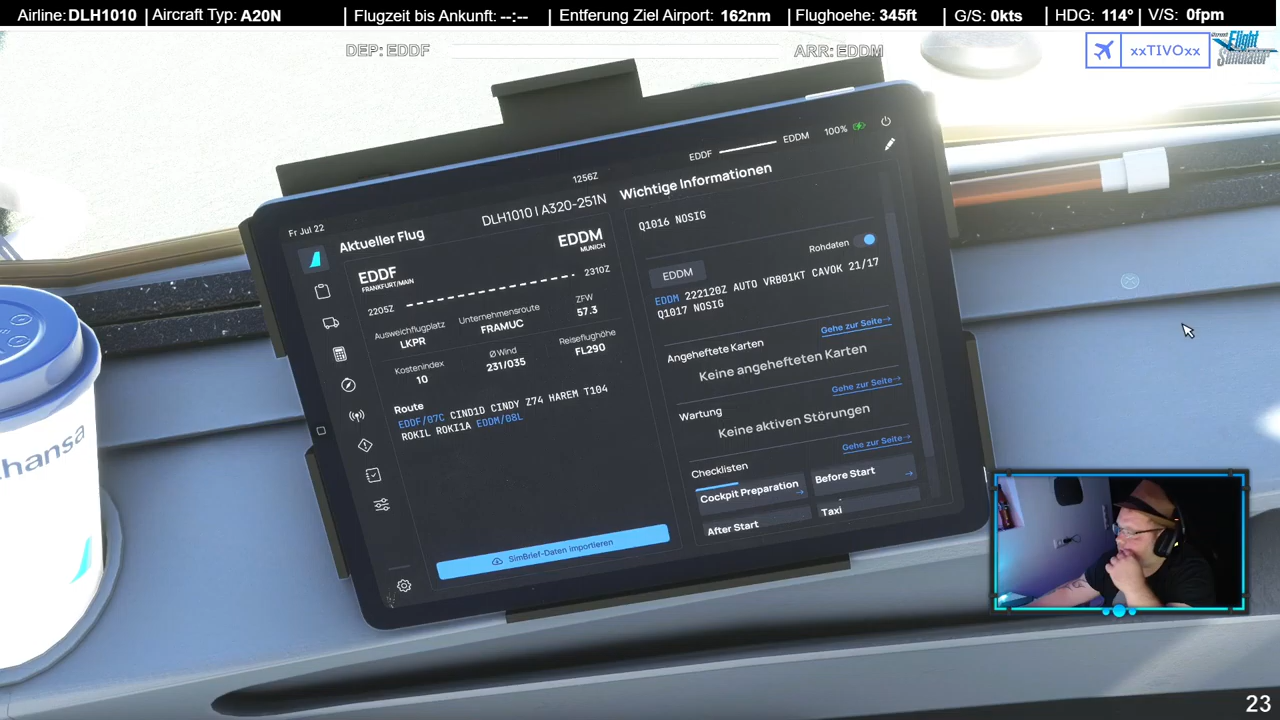 Airline: DLH1010 | Aircraft Typ: A20N | Flugzeit bis Ankunft: --:-- | Entferung Ziel Airport: 162nm | Flughoehe: 345ft | G/S: 0kts | HDG: 114° | V/S: 0fpm
DEP: EDDF
ARR: EDDM
xxTIVOxx
Flight
Simulator
EDDF
EDDM
100%
1256Z
Fr Jul 22
Aktueller Flug
DLH1010 | A320-251N
EDDF
FRANKFURT/MAIN
EDDM
MUNICH
2205Z
2310Z
Ausweichflugplatz
LKPR
Unternehmensroute
FRAMUC
ZFW
57.3
Kostenindex
10
Ø Wind
231/035
Reiseflughöhe
FL290
Route
EDDF/07C CIND1D CINDY Z74 HAREM T104
ROKIL ROKI1A EDDM/08L
SimBrief-Daten importieren
Wichtige Informationen
Q1016 NOSIG
Rohdaten
EDDM
EDDM 222120Z AUTO VRB01KT CAVOK 21/17
Q1017 NOSIG
Angeheftete Karten
Gehe zur Seite→
Keine angehefteten Karten
Wartung
Gehe zur Seite→
Keine aktiven Störungen
Checklisten
Gehe zur Seite→
Cockpit Preparation →
Before Start →
After Start
Taxi
thansa
23